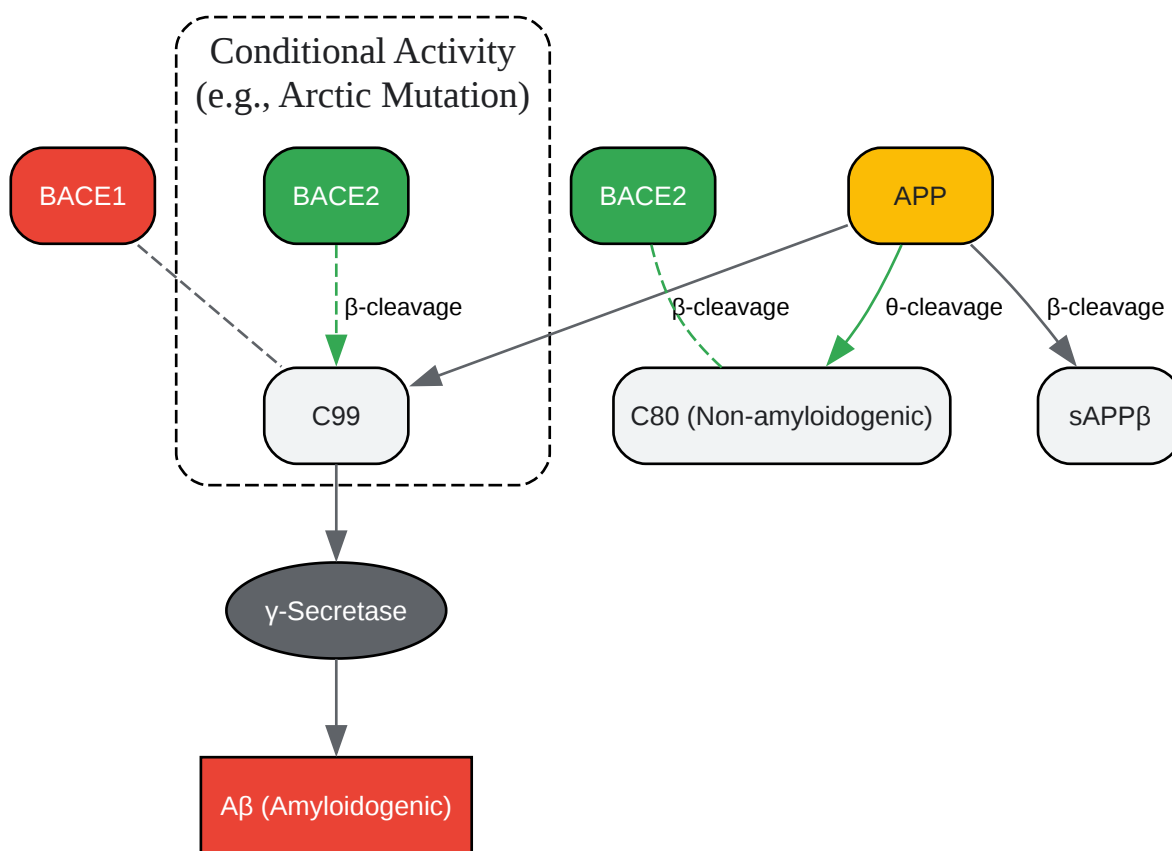 Conditional Activity
(e.g., Arctic Mutation)
BACE1
BACE2
BACE2
APP
β-cleavage
β-cleavage
θ-cleavage
β-cleavage
C99
C80 (Non-amyloidogenic)
sAPPβ
γ-Secretase
Aβ (Amyloidogenic)